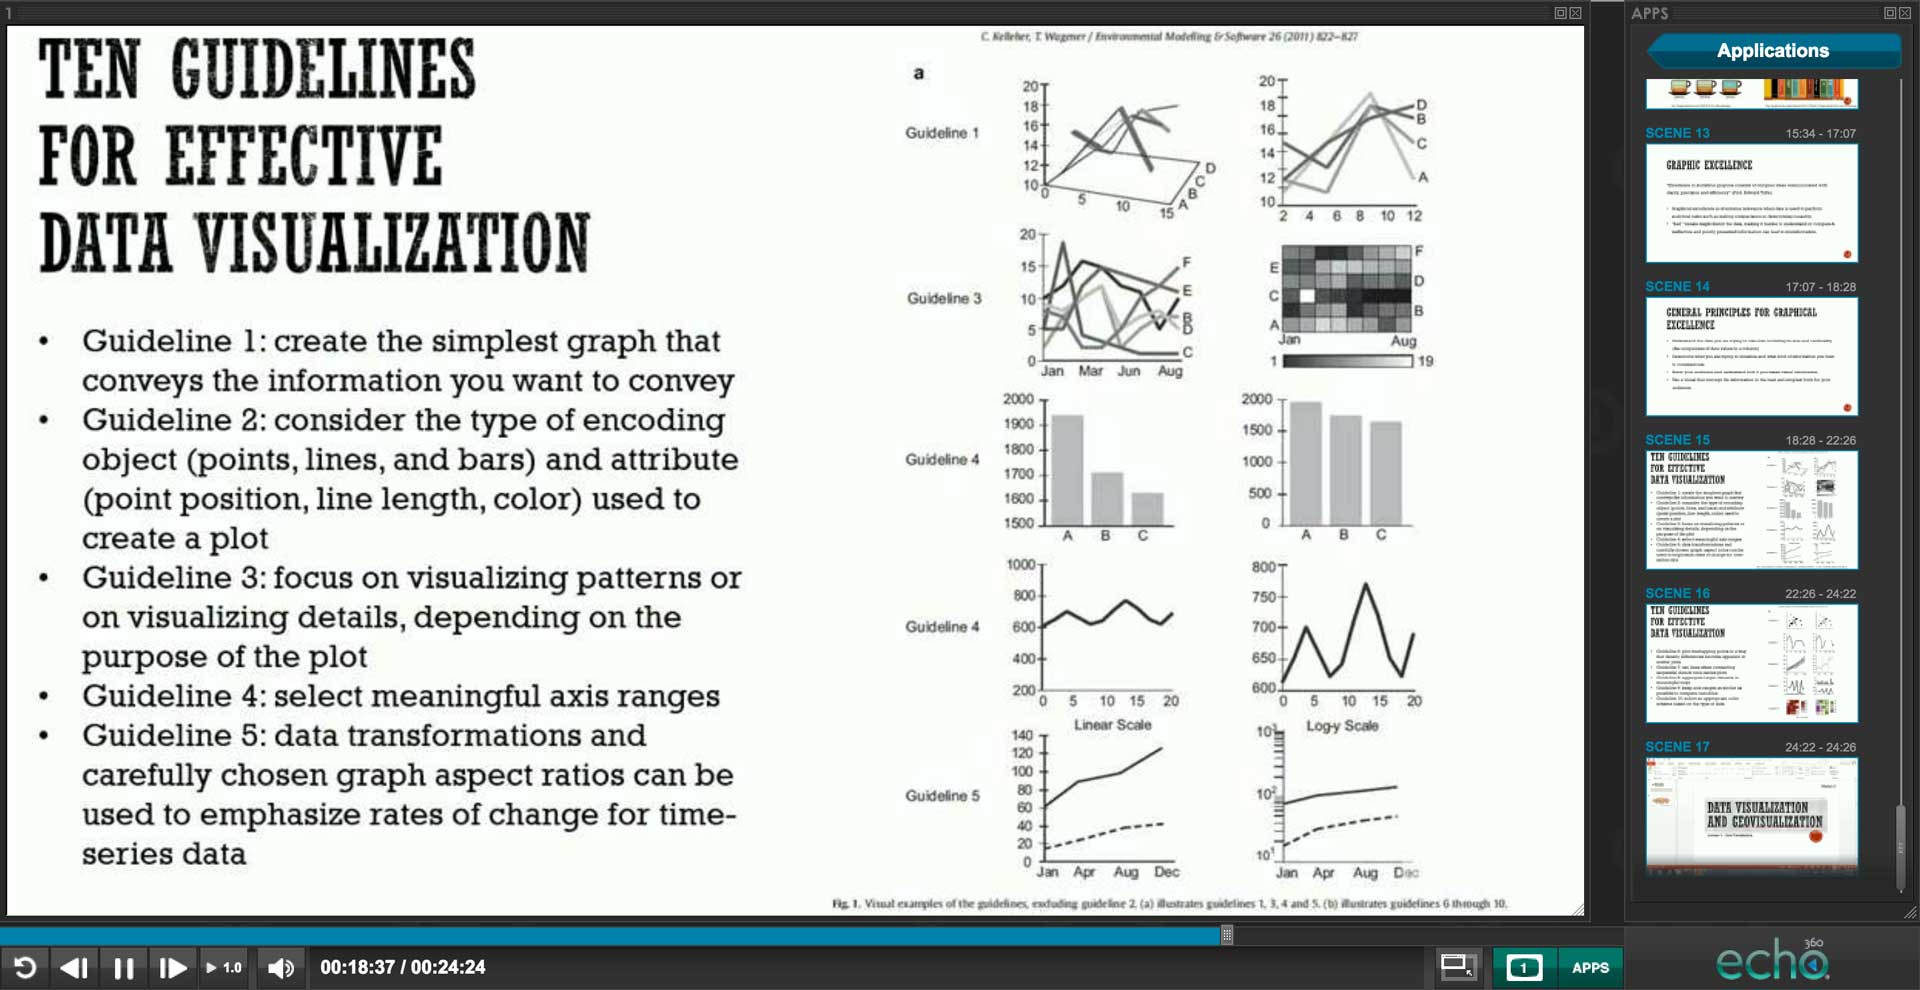 1
APPS
TEN GUIDELINES
FOR EFFECTIVE
DATA VISUALIZATION
• Guideline 1: create the simplest graph that
conveys the information you want to convey
• Guideline 2: consider the type of encoding
object (points, lines, and bars) and attribute
(point position, line length, color) used to
create a plot
• Guideline 3: focus on visualizing patterns or
on visualizing details, depending on the
purpose of the plot
• Guideline 4: select meaningful axis ranges
• Guideline 5: data transformations and
carefully chosen graph aspect ratios can be
used to emphasize rates of change for time-
series data
C. Kelleher, T. Wagener / Environmental Modelling & Software 26 (2011) 822–827
a
Guideline 1
20
18
16
14
12
10
0
5
10
15
A
B
C
D
20
18
16
14
12
10
2 4 6 8 10 12
D
B
C
A
Guideline 3
20
15
10
5
0
Jan Mar Jun Aug
F
E
B
D
C
E
C
A
F
D
B
Jan Aug
1 19
Guideline 4
2000
1900
1800
1700
1600
1500
A B C
2000
1500
1000
500
0
A B C
Guideline 4
1000
800
600
400
200
0 5 10 15 20
800
750
700
650
600
0 5 10 15 20
Guideline 5
Linear Scale
140
120
100
80
60
40
20
0
Jan Apr Aug Dec
Log-y Scale
10³
10²
10¹
Jan Apr Aug Dec
Fig. 1. Visual examples of the guidelines, excluding guideline 2. (a) illustrates guidelines 1, 3, 4 and 5. (b) illustrates guidelines 6 through 10.
Applications
SCENE 13 15:34 - 17:07
GRAPHIC EXCELLENCE
SCENE 14 17:07 - 18:28
GENERAL PRINCIPLES FOR GRAPHICAL
EXCELLENCE
SCENE 15 18:28 - 22:26
TEN GUIDELINES
FOR EFFECTIVE
DATA VISUALIZATION
SCENE 16 22:26 - 24:22
TEN GUIDELINES
FOR EFFECTIVE
DATA VISUALIZATION
SCENE 17 24:22 - 24:26
DATA VISUALIZATION
AND GEOVISUALIZATION
1.0
00:18:37 / 00:24:24
1
APPS
echo
360